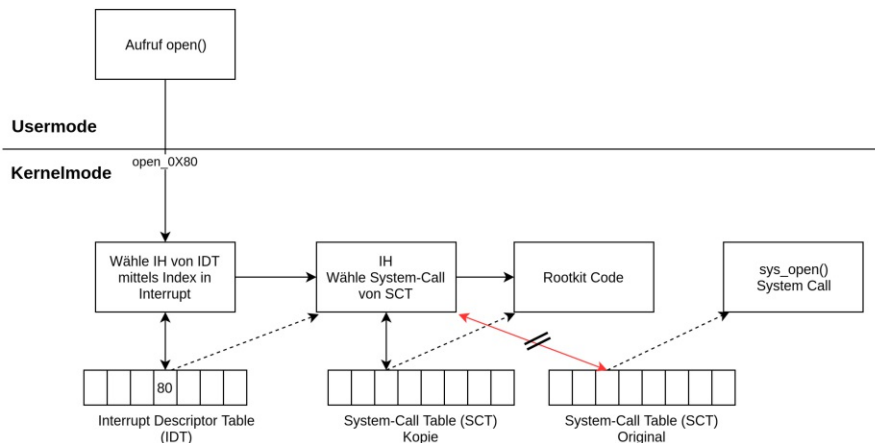 Aufruf open()
Usermode
open_0X80
Kernelmode
Wähle IH von IDT
mittels Index in
Interrupt
IH
Wähle System-Call
von SCT
Rootkit Code
sys_open()
System Call
80
Interrupt Descriptor Table
(IDT)
System-Call Table (SCT)
Kopie
System-Call Table (SCT)
Original